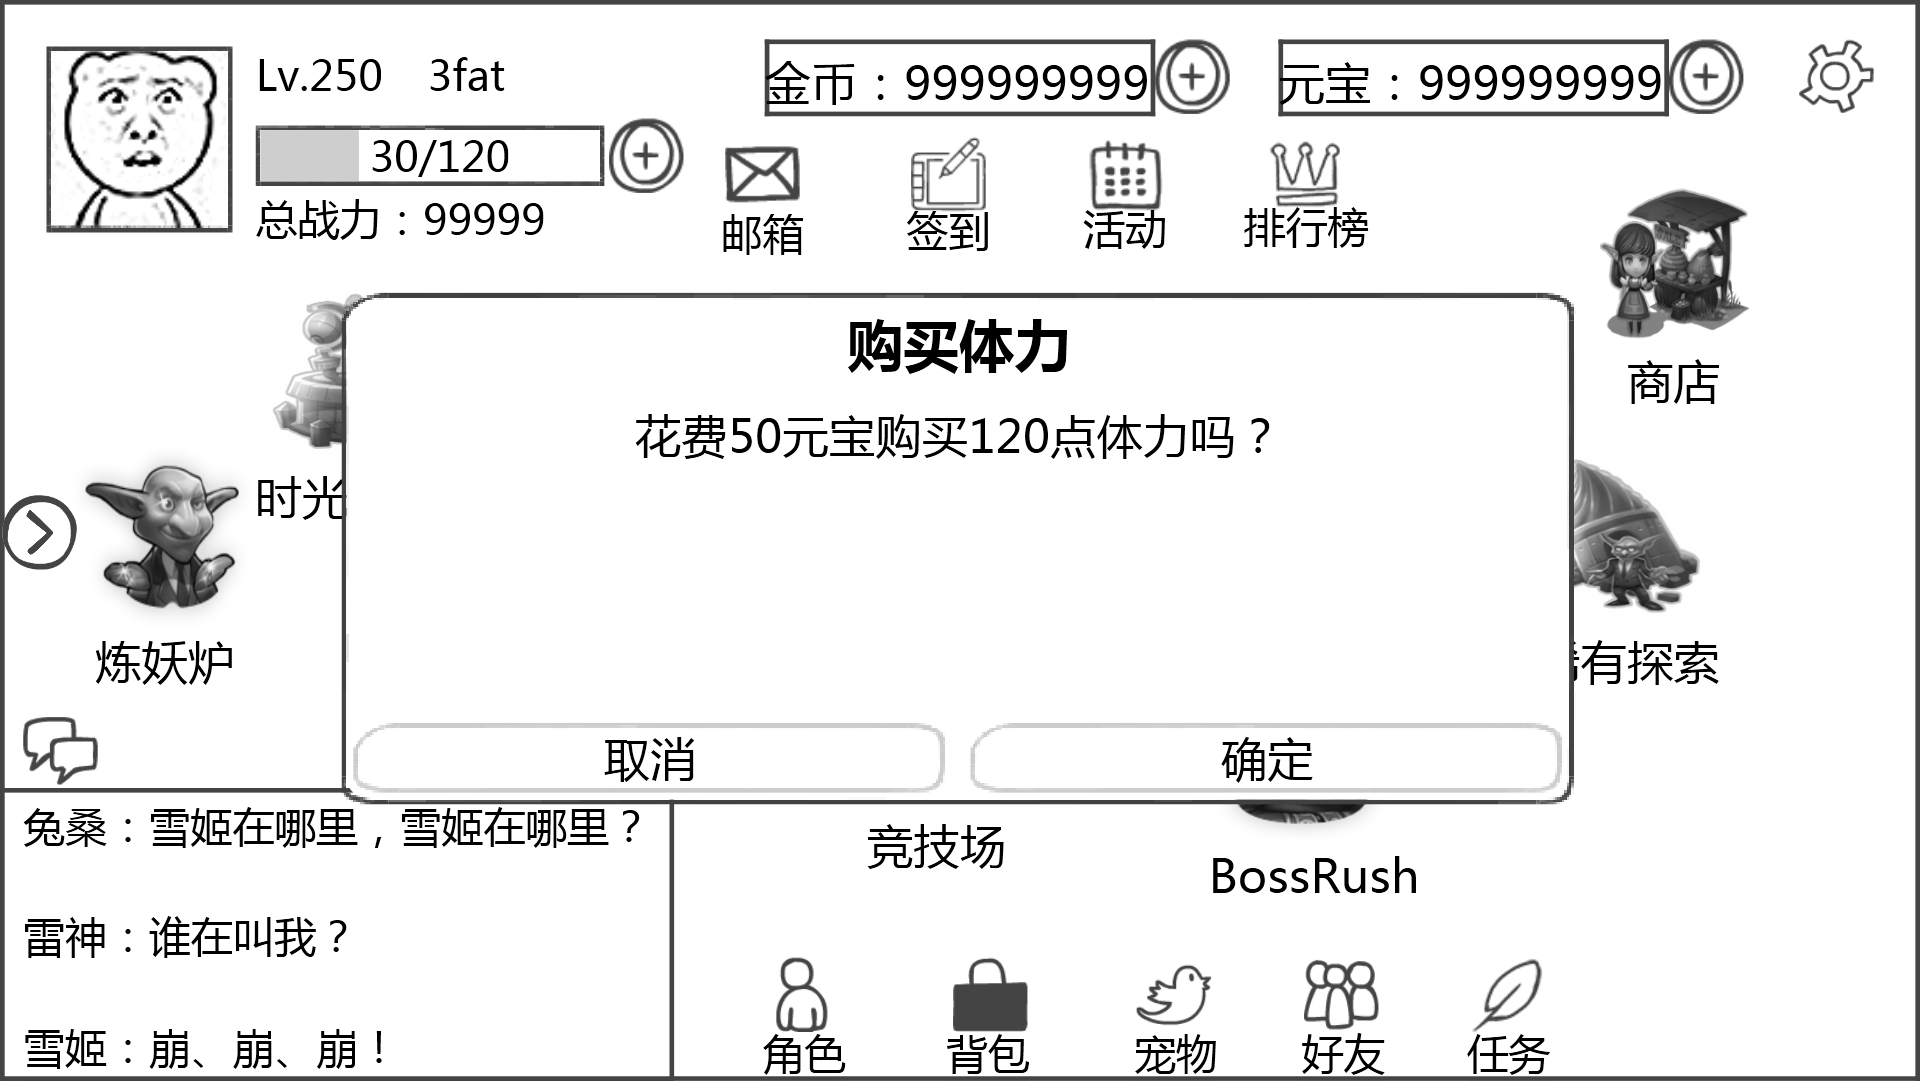 Lv.250 3fat
金币：999999999
元宝：999999999
30/120
总战力：99999
邮箱
签到
活动
排行榜
商店
购买体力
花费50元宝购买120点体力吗？
时光
炼妖炉
有探索
取消
确定
兔桑：雪姬在哪里，雪姬在哪里？
雷神：谁在叫我？
雪姬：崩、崩、崩！
竞技场
BossRush
角色
背包
宠物
好友
任务